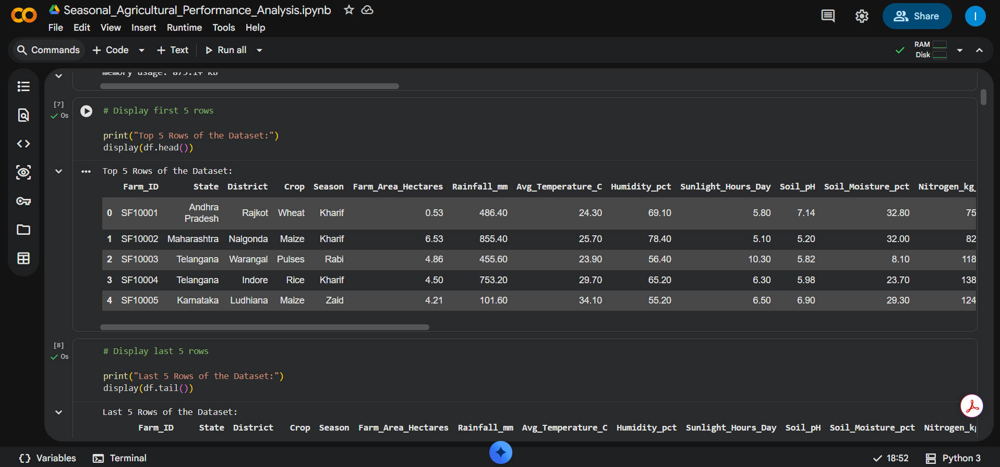 Seasonal_Agricultural_Performance_Analysis.ipynb
File Edit View Insert Runtime Tools Help
Share
I
Commands + Code + Text Run all
RAM
Disk
memory usage: 875.14 KB
[7]
0s
# Display first 5 rows
print("Top 5 Rows of the Dataset:")
display(df.head())
Top 5 Rows of the Dataset:
Farm_ID State District Crop Season Farm_Area_Hectares Rainfall_mm Avg_Temperature_C Humidity_pct Sunlight_Hours_Day Soil_pH Soil_Moisture_pct Nitrogen_kg_
0 SF10001 Andhra Pradesh Rajkot Wheat Kharif 0.53 486.40 24.30 69.10 5.80 7.14 32.80 75
1 SF10002 Maharashtra Nalgonda Maize Kharif 6.53 855.40 25.70 78.40 5.10 5.20 32.00 82
2 SF10003 Telangana Warangal Pulses Rabi 4.86 455.60 23.90 56.40 10.30 5.82 8.10 118
3 SF10004 Telangana Indore Rice Kharif 4.50 753.20 29.70 65.20 6.30 5.98 23.70 138
4 SF10005 Karnataka Ludhiana Maize Zaid 4.21 101.60 34.10 55.20 6.50 6.90 29.30 124
[8]
0s
# Display last 5 rows
print("Last 5 Rows of the Dataset:")
display(df.tail())
Last 5 Rows of the Dataset:
Farm_ID State District Crop Season Farm_Area_Hectares Rainfall_mm Avg_Temperature_C Humidity_pct Sunlight_Hours_Day Soil_pH Soil_Moisture_pct Nitrogen_kg
Variables Terminal
18:52 Python 3